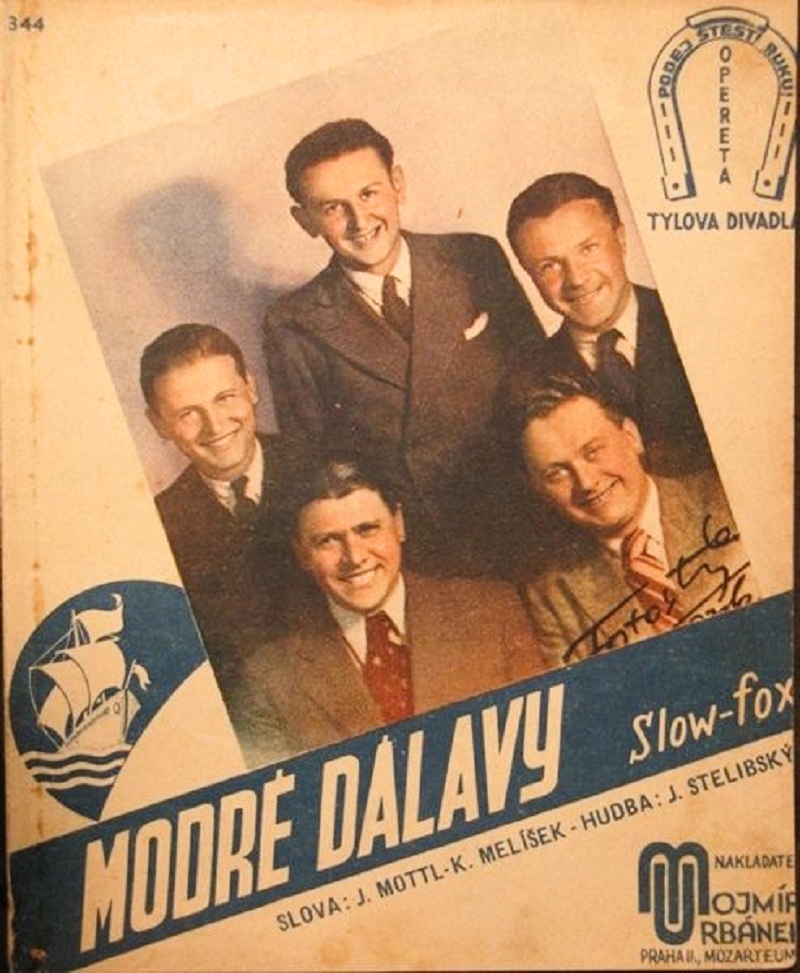 344
PODEJ ŠTĚSTÍ RUKU!
OPERETA
TYLOVA DIVADLA
Foto
MODRÉ DÁLAVY
Slow-fox
SLOVA: J. MOTTL-K. MELÍŠEK - HUDBA: J. STELIBSKÝ
NAKLADATE
MOJMÍR
URBÁNEK
PRAHA II., MOZARTEUM